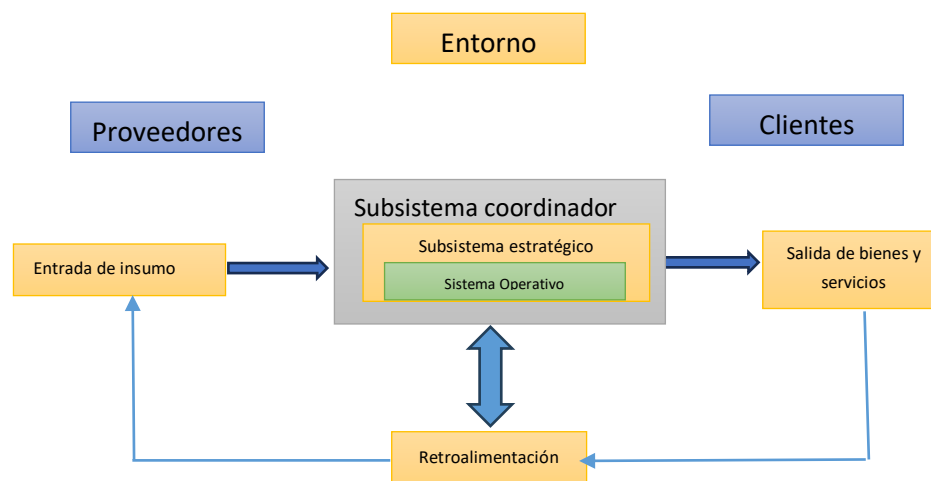 Entorno
Proveedores
Clientes
Subsistema coordinador
Subsistema estratégico
Sistema Operativo
Entrada de insumo
Salida de bienes y
servicios
Retroalimentación